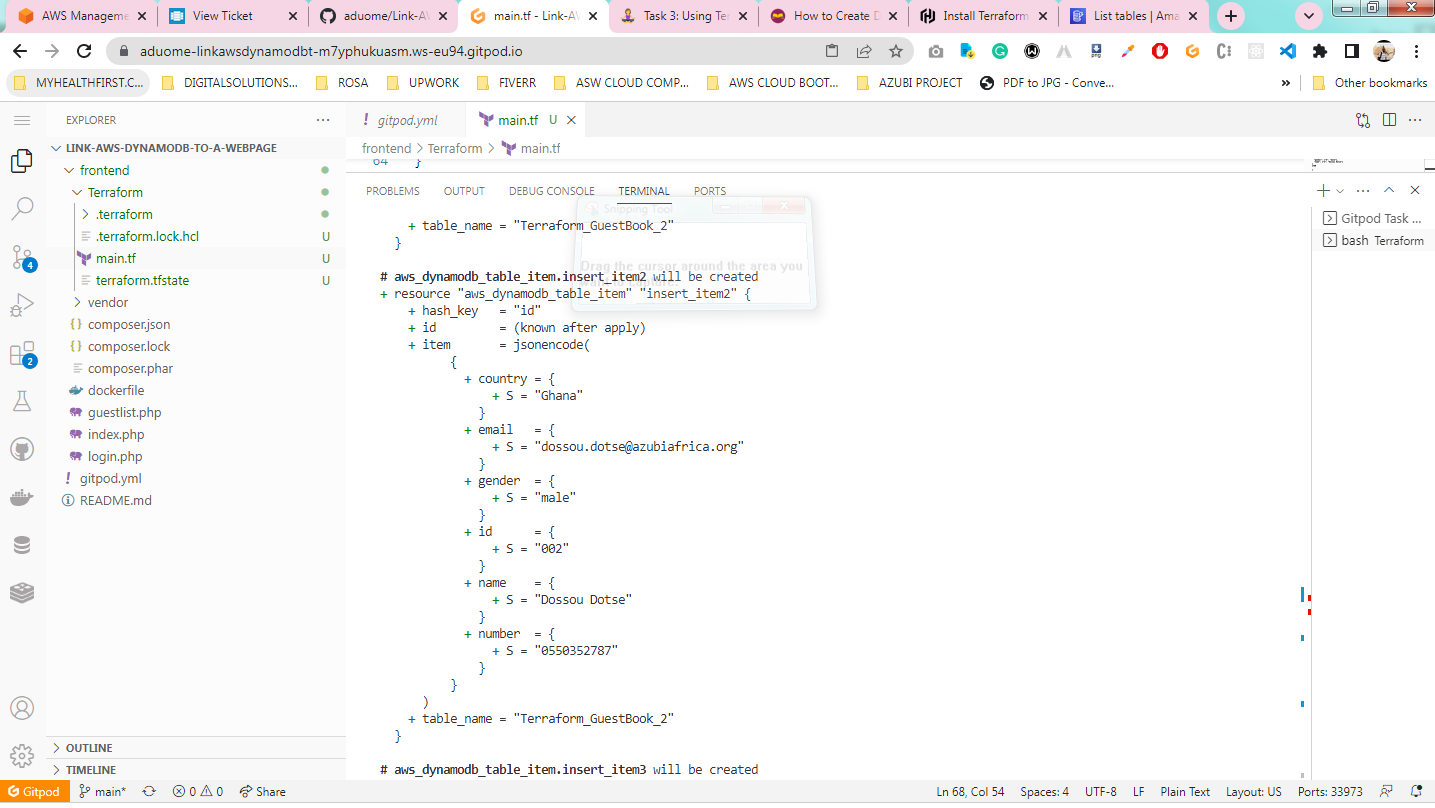 AWS Manageme
View Ticket
aduome/Link-AW
main.tf - Link-AW
Task 3: Using Ter
How to Create D
Install Terraform
List tables | Ama
aduome-linkawsdynamodbt-m7yphukuasm.ws-eu94.gitpod.io
MYHEALTHFIRST.C...
DIGITALSOLUTIONS...
ROSA
UPWORK
FIVERR
ASW CLOUD COMP...
AWS CLOUD BOOT...
AZUBI PROJECT
PDF to JPG - Conve...
»
Other bookmarks
EXPLORER
LINK-AWS-DYNAMODB-TO-A-WEBPAGE
frontend
Terraform
.terraform
.terraform.lock.hcl U
main.tf U
terraform.tfstate U
vendor
composer.json
composer.lock
composer.phar
dockerfile
guestlist.php
index.php
login.php
gitpod.yml
README.md
OUTLINE
TIMELINE
4
2
gitpod.yml
main.tf U
frontend > Terraform > main.tf
64 }
PROBLEMS OUTPUT DEBUG CONSOLE TERMINAL PORTS
Gitpod Task ...
bash Terraform
Snipping Tool
Drag the cursor around the area you
+ table_name = "Terraform_GuestBook_2"
}
# aws_dynamodb_table_item.insert_item2 will be created
+ resource "aws_dynamodb_table_item" "insert_item2" {
+ hash_key = "id"
+ id = (known after apply)
+ item = jsonencode(
{
+ country = {
+ S = "Ghana"
}
+ email = {
+ S = "dossou.dotse@azubiafrica.org"
}
+ gender = {
+ S = "male"
}
+ id = {
+ S = "002"
}
+ name = {
+ S = "Dossou Dotse"
}
+ number = {
+ S = "0550352787"
}
}
)
+ table_name = "Terraform_GuestBook_2"
}
# aws_dynamodb_table_item.insert_item3 will be created
Gitpod
main*
0 0
Share
Ln 68, Col 54
Spaces: 4
UTF-8
LF
Plain Text
Layout: US
Ports: 33973